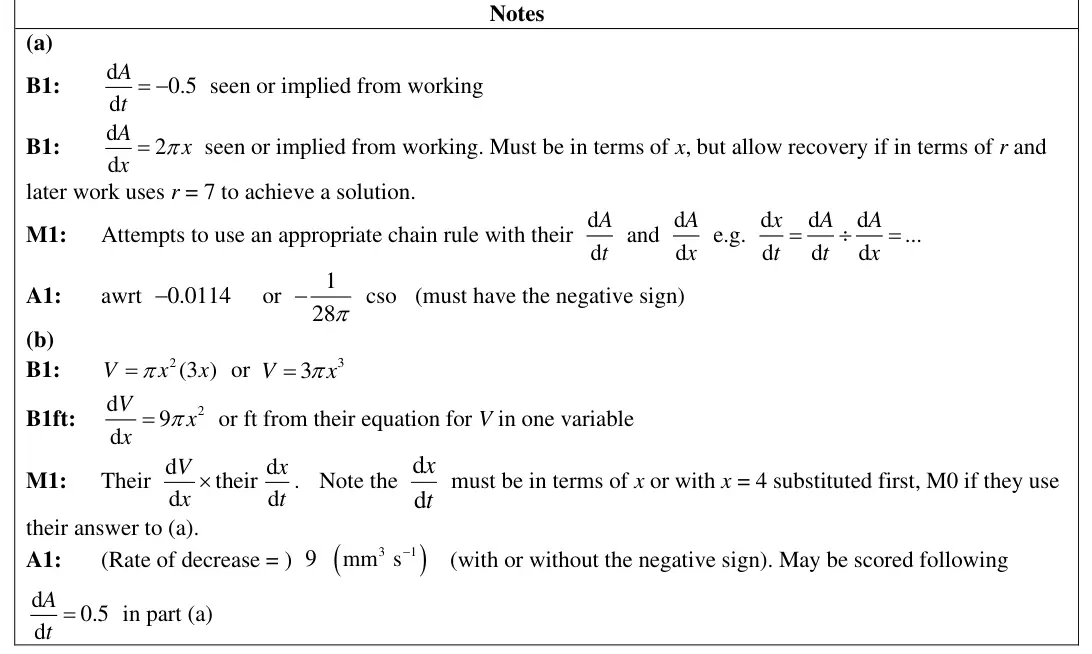 Notes
(a)
B1: dA/dt = −0.5 seen or implied from working
B1: dA/dx = 2πx seen or implied from working. Must be in terms of x, but allow recovery if in terms of r and
later work uses r = 7 to achieve a solution.
M1: Attempts to use an appropriate chain rule with their dA/dt and dA/dx e.g. dx/dt = dA/dt ÷ dA/dx = ...
A1: awrt −0.0114 or −1/28π cso (must have the negative sign)
(b)
B1: V = πx²(3x) or V = 3πx³
B1ft: dV/dx = 9πx² or ft from their equation for V in one variable
M1: Their dV/dx × their dx/dt. Note the dx/dt must be in terms of x or with x = 4 substituted first, M0 if they use
their answer to (a).
A1: (Rate of decrease = ) 9 (mm³ s⁻¹) (with or without the negative sign). May be scored following
dA/dt = 0.5 in part (a)